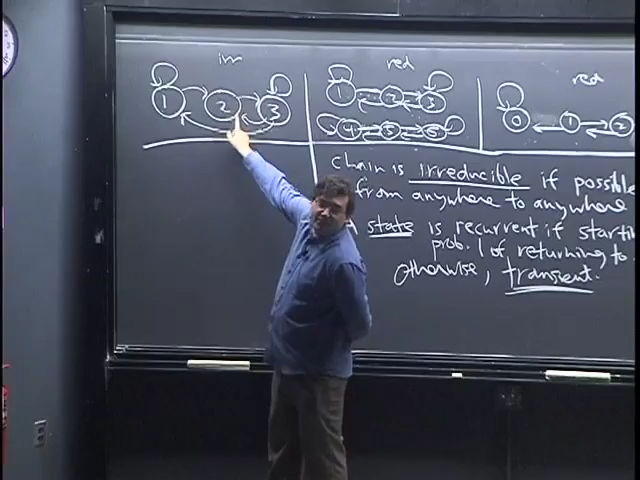 irr
red
red
1 2 3
1 2 3
4 5 6
0 1 2
chain is irreducible if possible
from anywhere to anywhere
state is recurrent if starti
prob. 1 of returning to
Otherwise, transient.